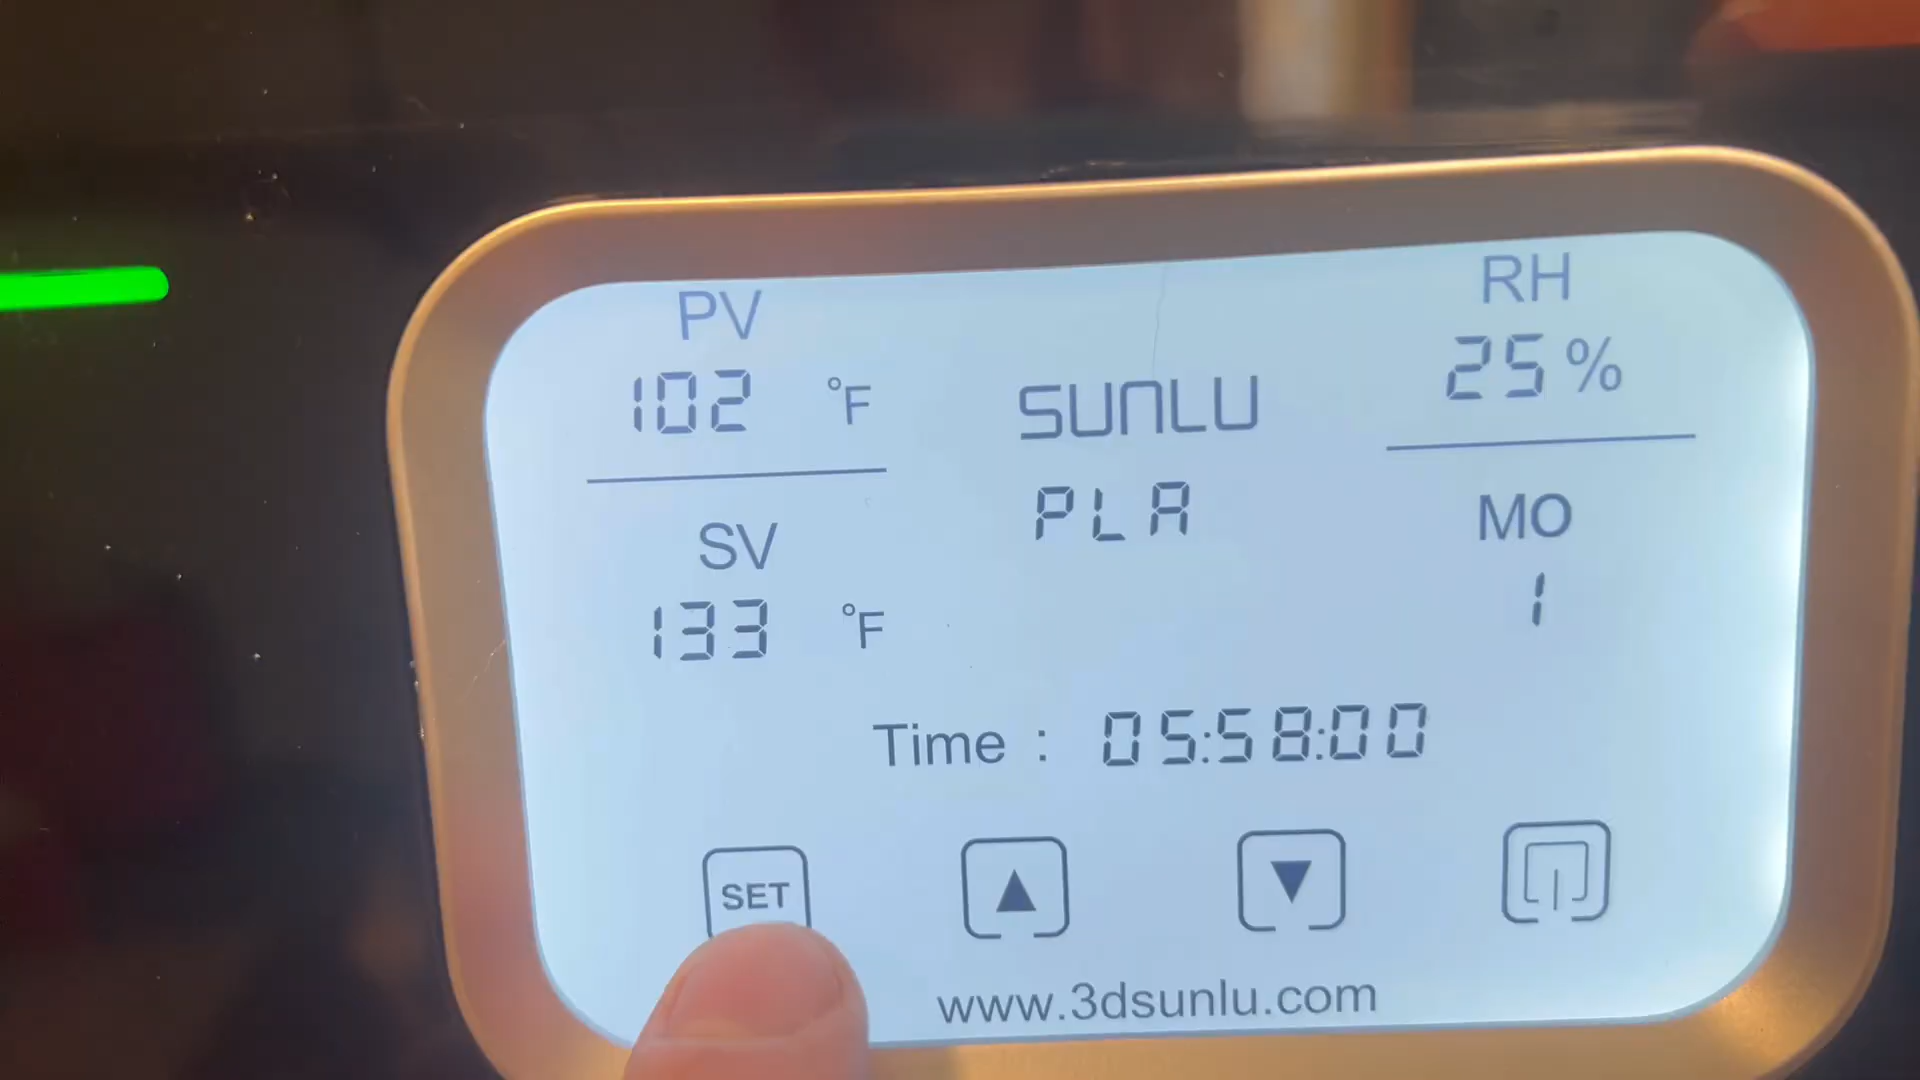 PV
102 °F
SV
133 °F
SUNLU
PLA
RH
25 %
MO
1
Time : 05:58:00
SET
www.3dsunlu.com